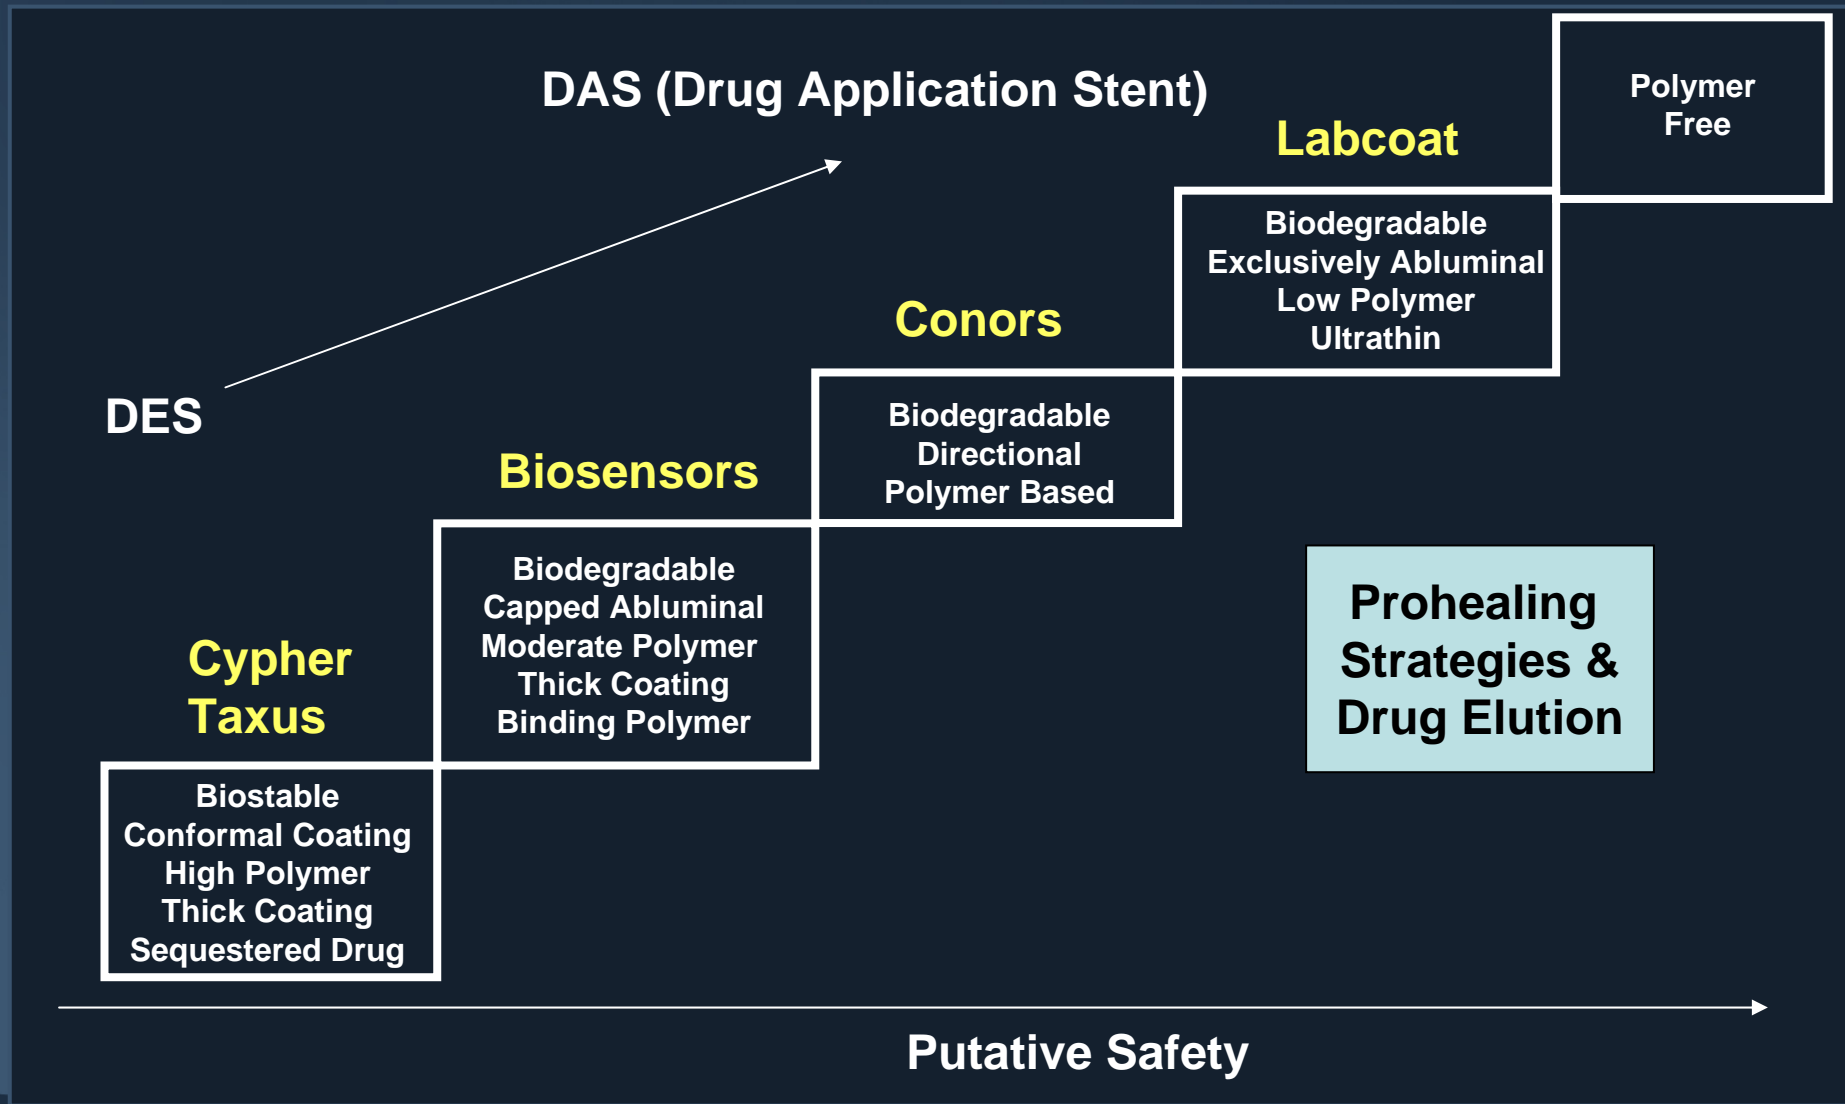 DAS (Drug Application Stent)
Polymer
Free
Labcoat
Biodegradable
Exclusively Abluminal
Low Polymer
Ultrathin
Conors
Biodegradable
Directional
Polymer Based
DES
Biosensors
Biodegradable
Capped Abluminal
Moderate Polymer
Thick Coating
Binding Polymer
Prohealing
Strategies &
Drug Elution
Cypher
Taxus
Biostable
Conformal Coating
High Polymer
Thick Coating
Sequestered Drug
Putative Safety